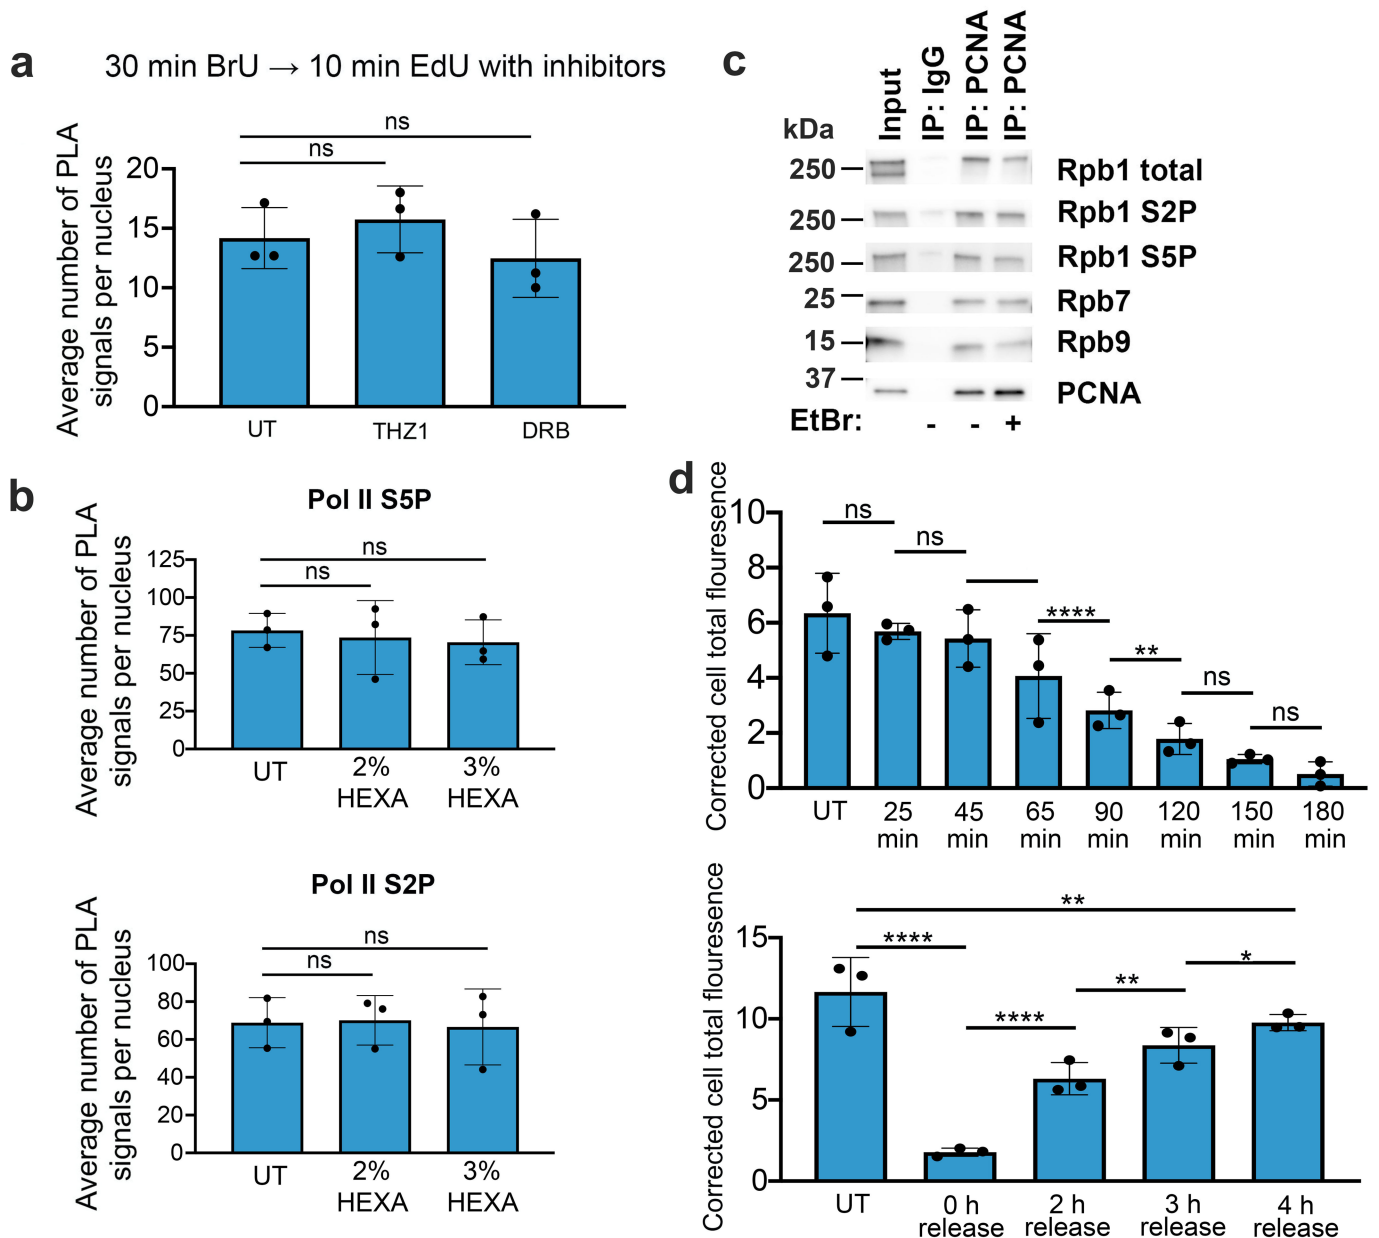 a
30 min BrU → 10 min EdU with inhibitors
Average number of PLA
signals per nucleus
20
15
10
5
0
ns
ns
UT
THZ1
DRB
b
Pol II S5P
Average number of PLA
signals per nucleus
125
100
75
50
25
0
ns
ns
UT
2%
HEXA
3%
HEXA
Pol II S2P
Average number of PLA
signals per nucleus
100
80
60
40
20
0
ns
ns
UT
2%
HEXA
3%
HEXA
c
Input
IP: IgG
IP: PCNA
IP: PCNA
kDa
250
Rpb1 total
250
Rpb1 S2P
250
Rpb1 S5P
25
Rpb7
15
Rpb9
37
PCNA
EtBr: - - +
d
Corrected cell total flouresence
10
8
6
4
2
0
ns
ns
****
**
ns
ns
UT
25
min
45
min
65
min
90
min
120
min
150
min
180
min
Corrected cell total flouresence
15
10
5
0
**
****
****
**
*
UT
0 h
release
2 h
release
3 h
release
4 h
release